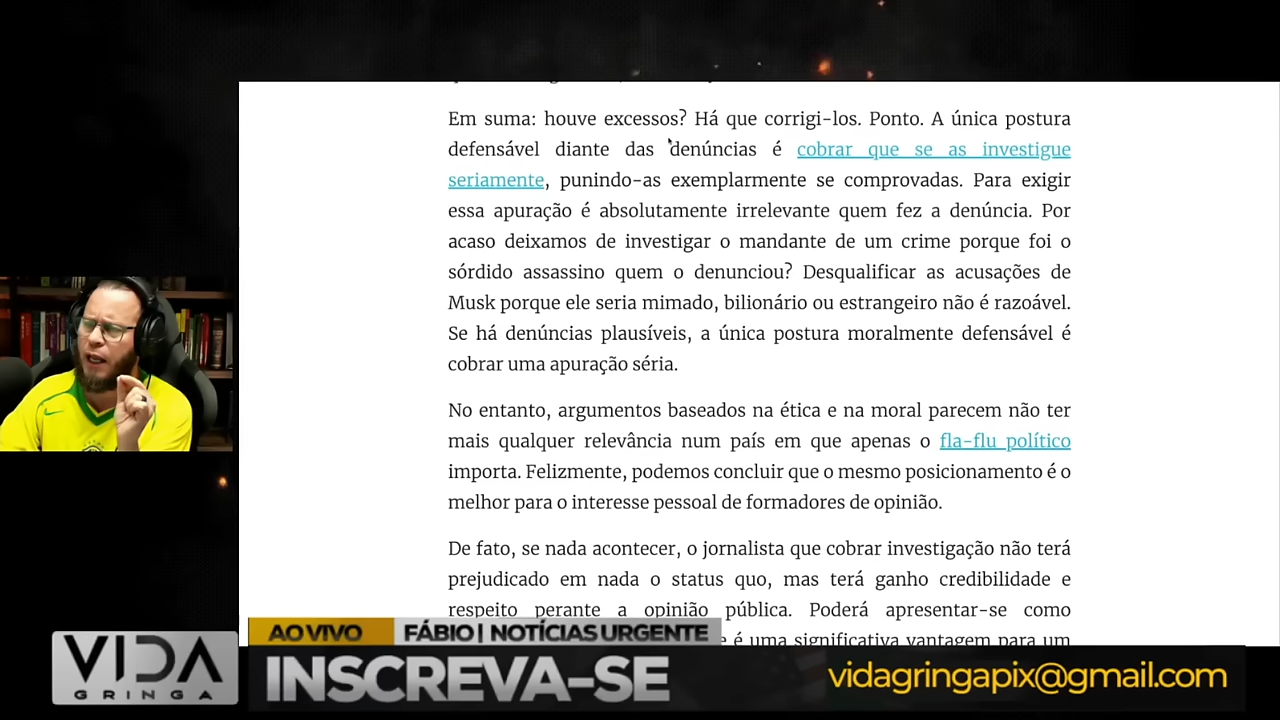 Em suma: houve excessos? Há que corrigi-los. Ponto. A única postura
defensável diante das denúncias é cobrar que se as investigue
seriamente, punindo-as exemplarmente se comprovadas. Para exigir
essa apuração é absolutamente irrelevante quem fez a denúncia. Por
acaso deixamos de investigar o mandante de um crime porque foi o
sórdido assassino quem o denunciou? Desqualificar as acusações de
Musk porque ele seria mimado, bilionário ou estrangeiro não é razoável.
Se há denúncias plausíveis, a única postura moralmente defensável é
cobrar uma apuração séria.
No entanto, argumentos baseados na ética e na moral parecem não ter
mais qualquer relevância num país em que apenas o fla-flu político
importa. Felizmente, podemos concluir que o mesmo posicionamento é o
melhor para o interesse pessoal de formadores de opinião.
De fato, se nada acontecer, o jornalista que cobrar investigação não terá
prejudicado em nada o status quo, mas terá ganho credibilidade e
respeito perante a opinião pública. Poderá apresentar-se como
é uma significativa vantagem para um
AO VIVO FÁBIO | NOTÍCIAS URGENTE
VIDA
GRINGA
INSCREVA-SE
vidagringapix@gmail.com